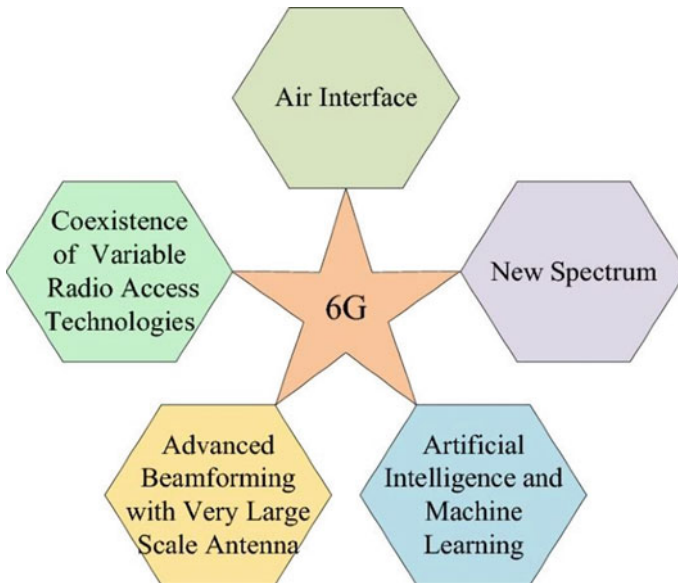 Air Interface
Coexistence
of Variable
Radio Access
Technologies
6G
New Spectrum
Advanced
Beamforming
with Very Large
Scale Antenna
Artificial
Intelligence and
Machine
Learning